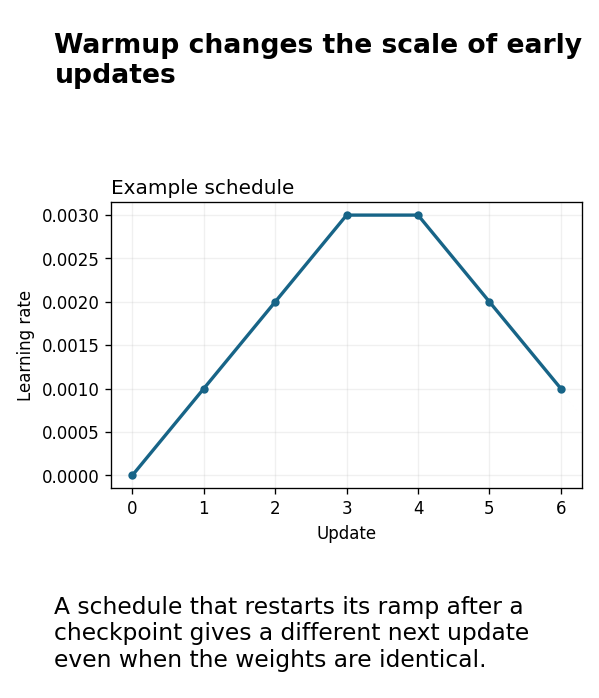 Warmup changes the scale of early
updates
Example schedule
0.0030
0.0025
0.0020
0.0015
0.0010
0.0005
0.0000
Learning rate
0 1 2 3 4 5 6
Update
A schedule that restarts its ramp after a
checkpoint gives a different next update
even when the weights are identical.